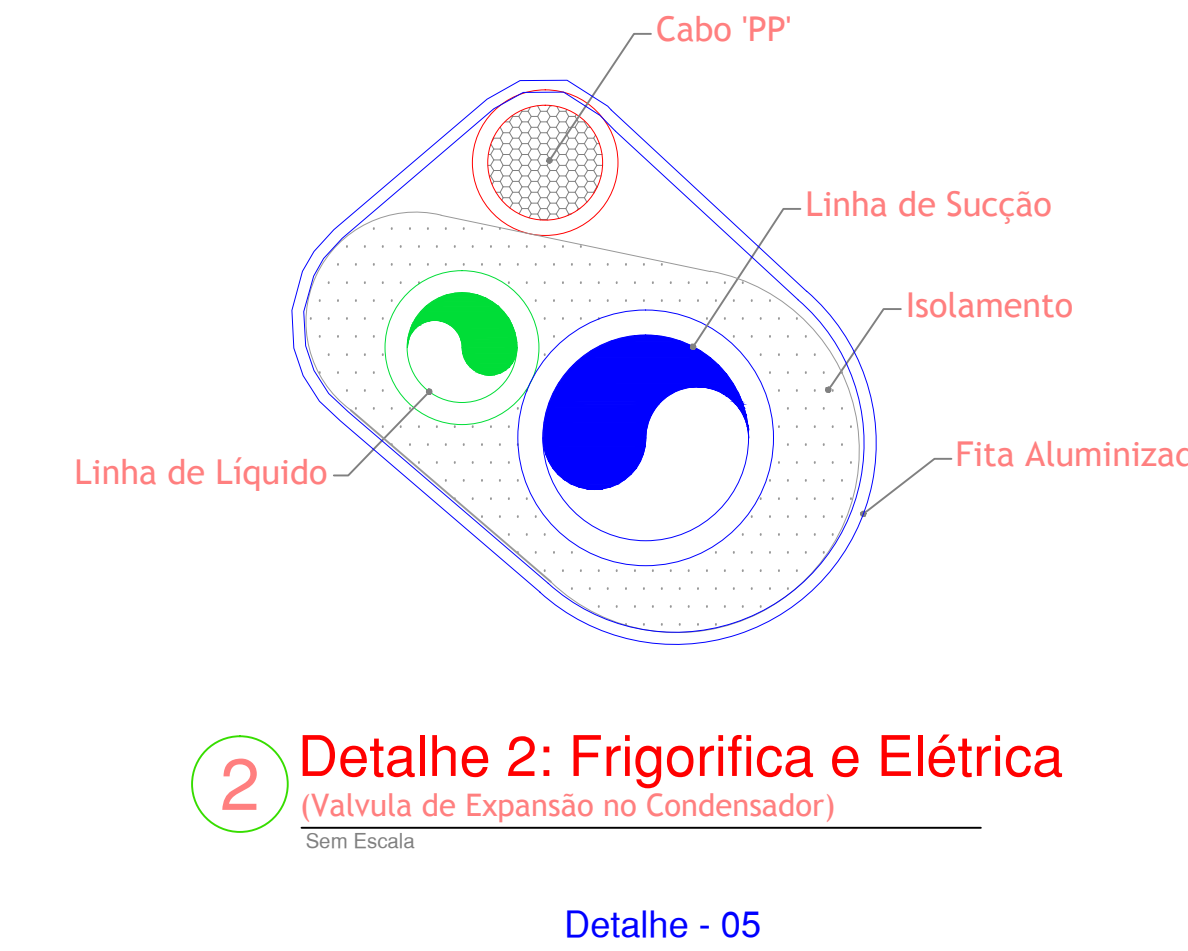 Cabo 'PP'
Linha de Sucção
Isolamento
Fita Aluminizac
Linha de Líquido
2
Detalhe 2: Frigorifica e Elétrica
(Valvula de Expansão no Condensador)
Sem Escala
Detalhe - 05